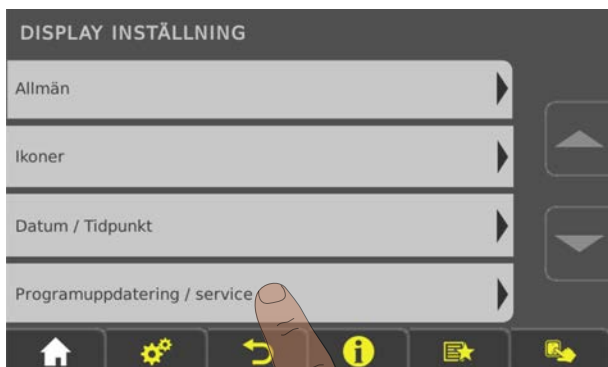 DISPLAY INSTÄLLNING
Allmän
Ikoner
Datum / Tidpunkt
Programuppdatering / service